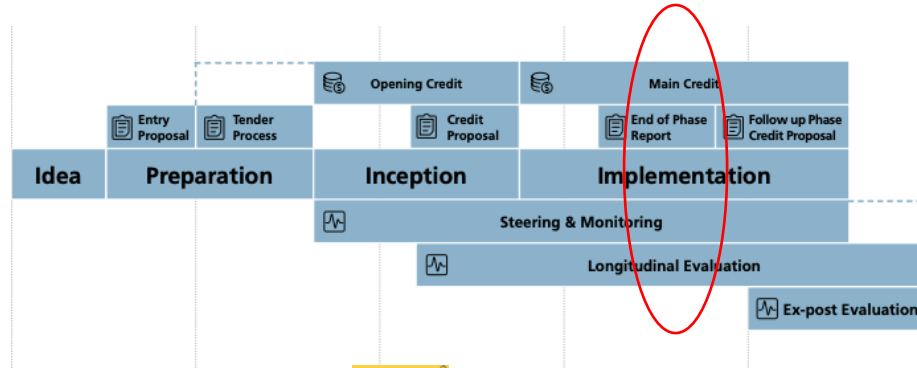 Opening Credit
Main Credit
Entry
Proposal
Tender
Process
Credit
Proposal
End of Phase
Report
Follow up Phase
Credit Proposal
Idea
Preparation
Inception
Implementation
Steering & Monitoring
Longitudinal Evaluation
Ex-post Evaluation